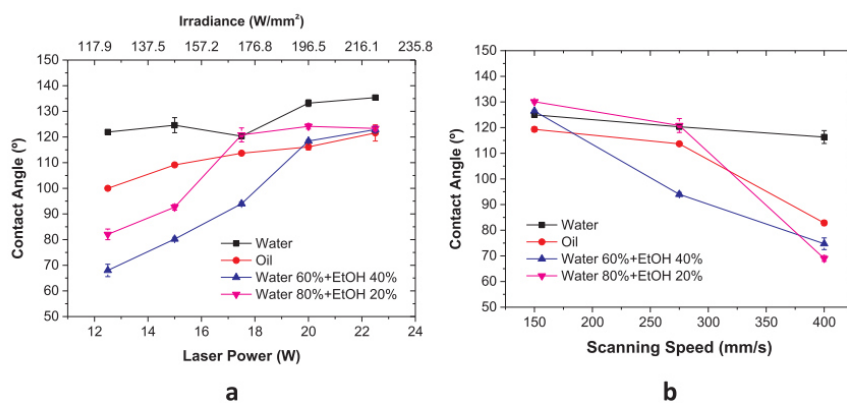 Irradiance (W/mm²)
117.9 137.5 157.2 176.8 196.5 216.1 235.8
150
140
130
120
110
100
90
80
70
60
50
Contact Angle (º)
Water
Oil
Water 60%+EtOH 40%
Water 80%+EtOH 20%
12 14 16 18 20 22 24
Laser Power (W)
a
150
140
130
120
110
100
90
80
70
60
50
Contact Angle (º)
Water
Oil
Water 60%+EtOH 40%
Water 80%+EtOH 20%
150 200 250 300 350 400
Scanning Speed (mm/s)
b